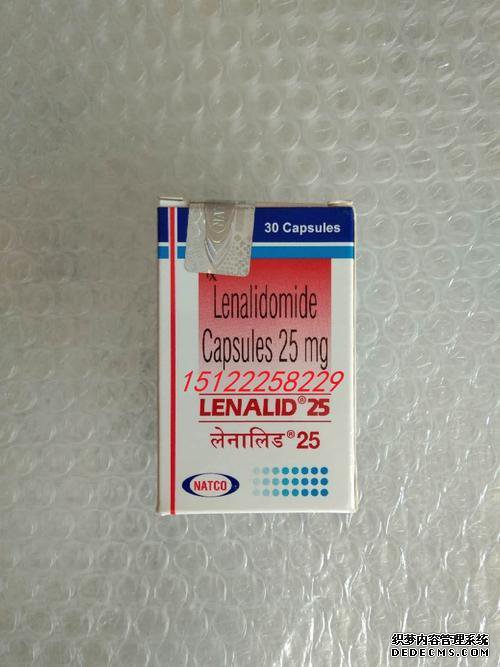 30 Capsules
Rx
Lenalidomide
Capsules 25 mg
15122258229
LENALID® 25
लेनालिड® 25
NATCO
织梦内容管理系统
DEDECMS.COM